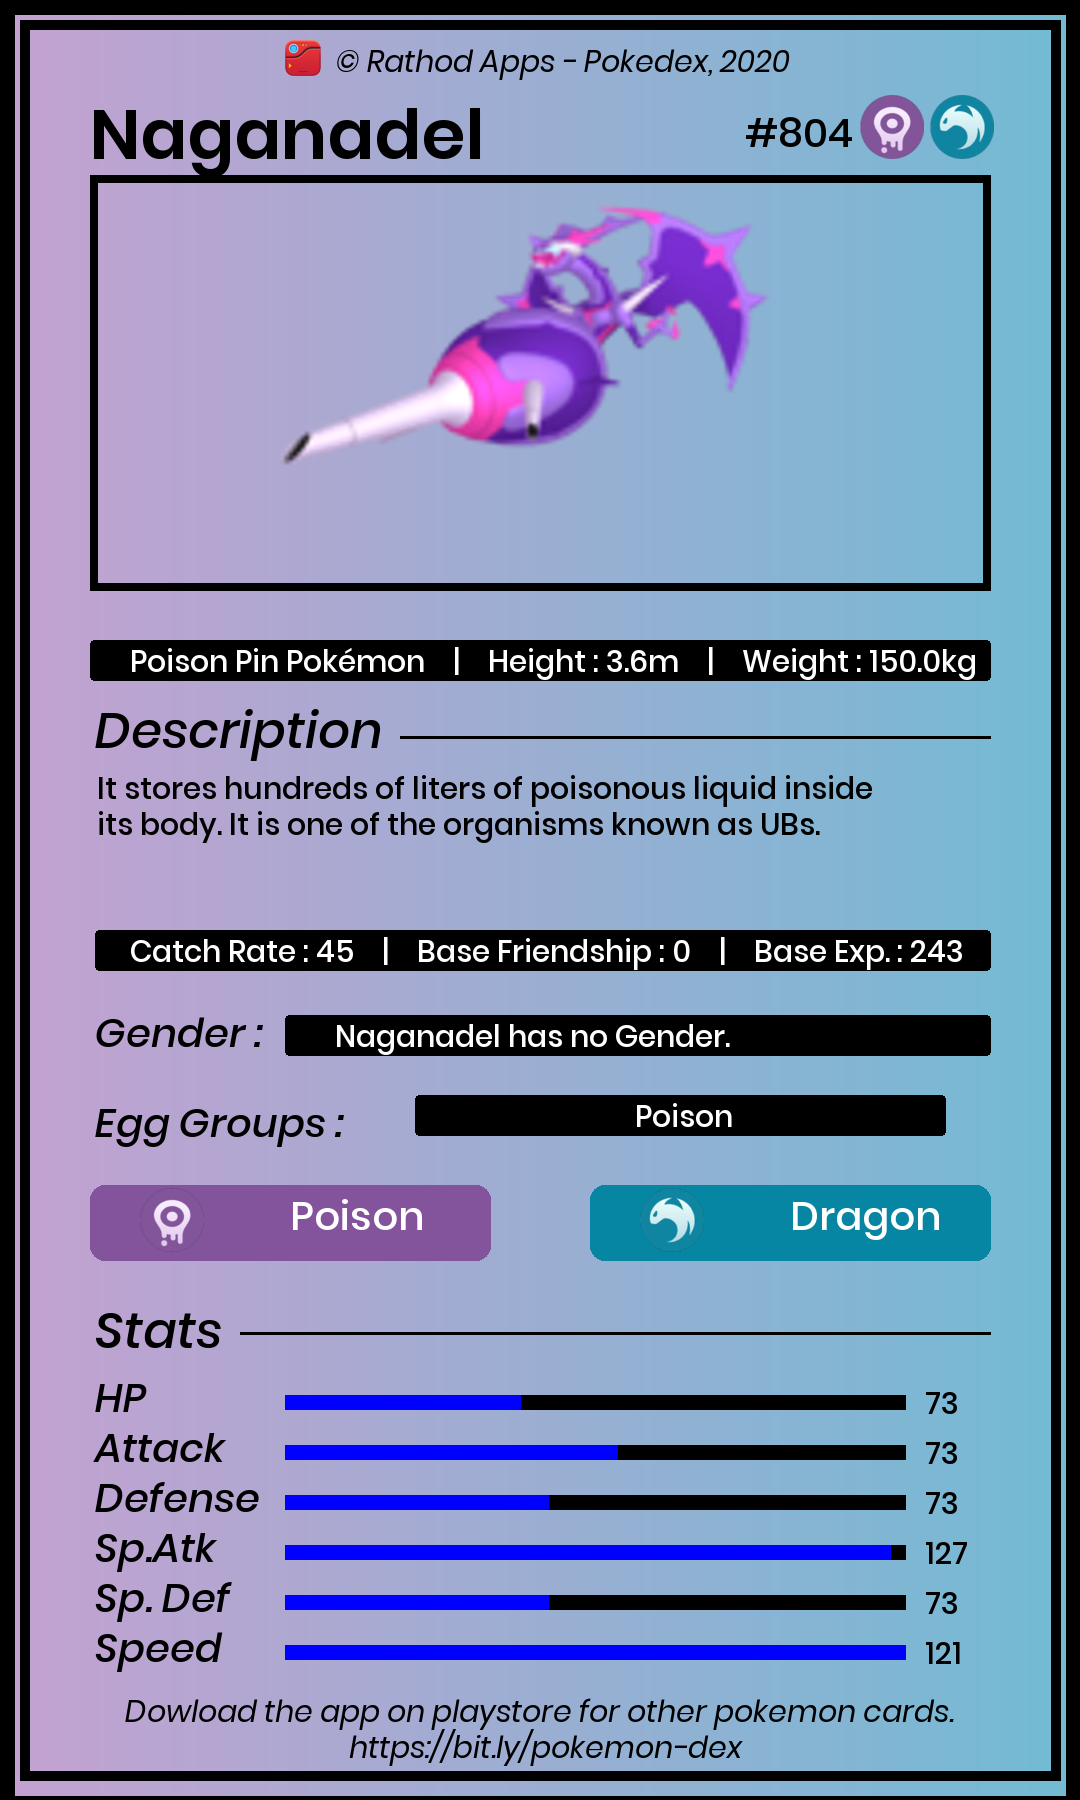 © Rathod Apps - Pokedex, 2020
Naganadel #804
Poison Pin Pokémon | Height : 3.6m | Weight : 150.0kg
Description
It stores hundreds of liters of poisonous liquid inside
its body. It is one of the organisms known as UBs.
Catch Rate : 45 | Base Friendship : 0 | Base Exp. : 243
Gender : Naganadel has no Gender.
Egg Groups : Poison
Poison Dragon
Stats
HP 73
Attack 73
Defense 73
Sp.Atk 127
Sp. Def 73
Speed 121
Dowload the app on playstore for other pokemon cards.
https://bit.ly/pokemon-dex